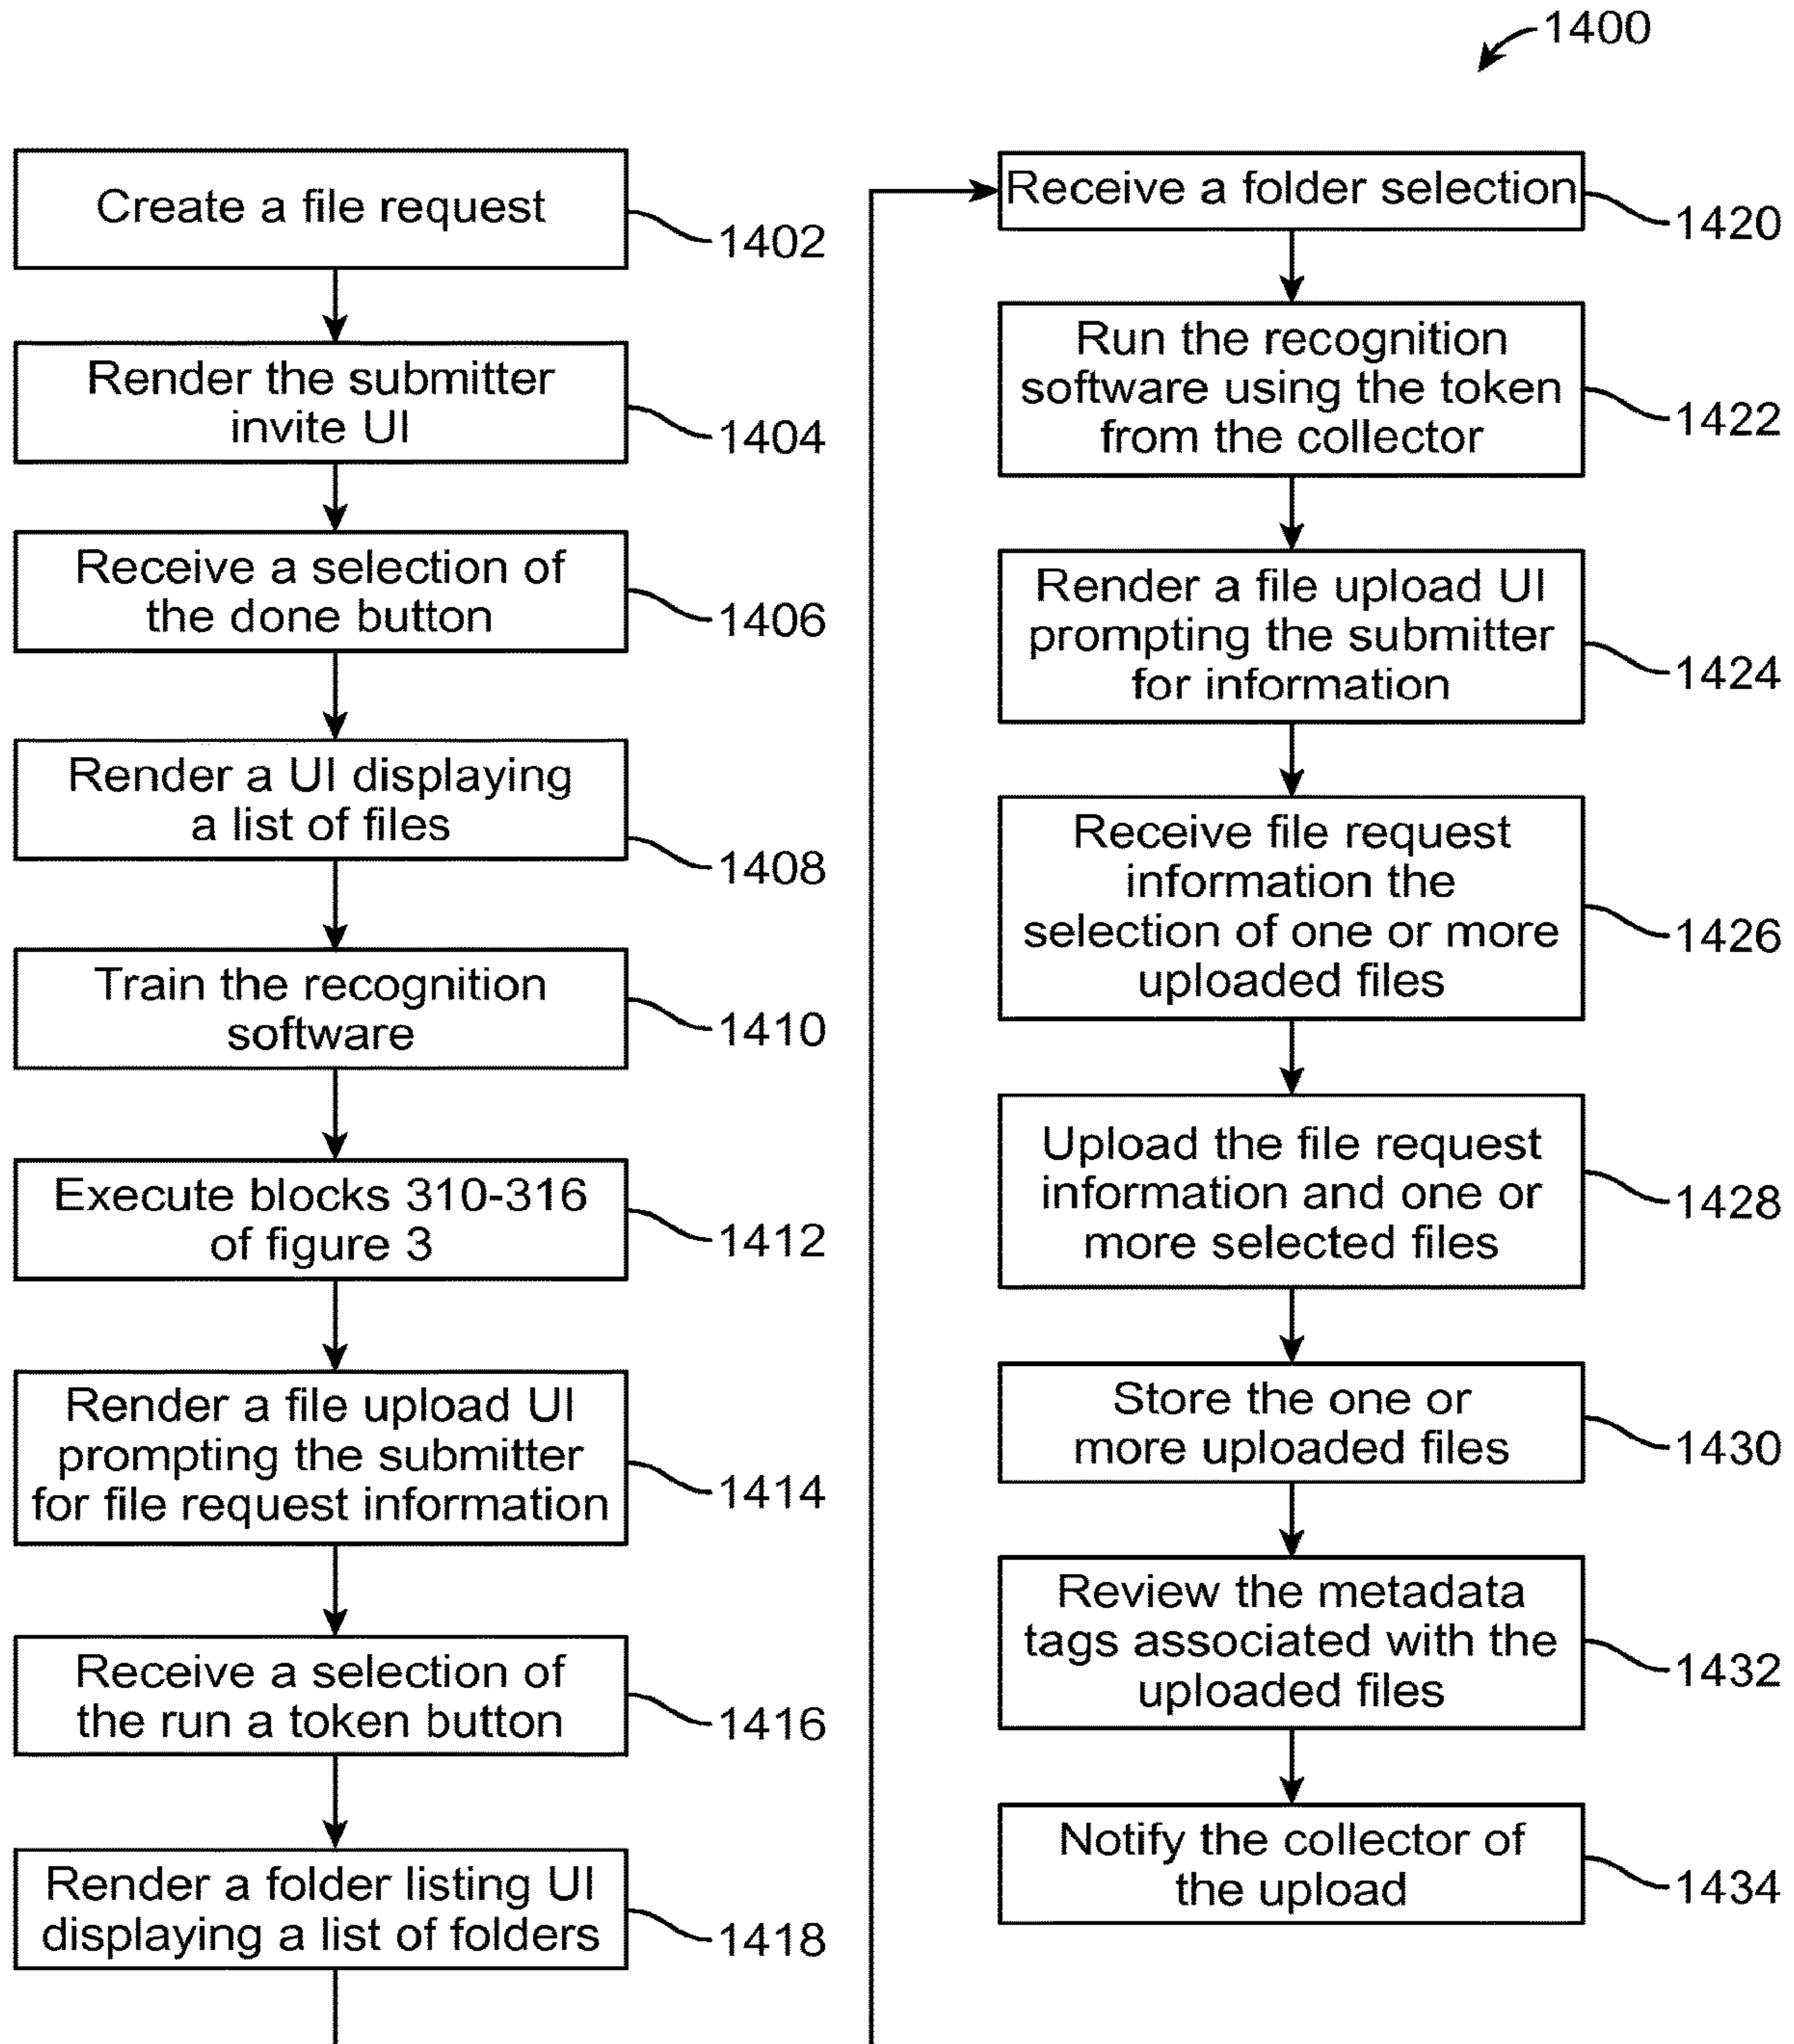 1400
Create a file request
1402
Render the submitter
invite UI
1404
Receive a selection of
the done button
1406
Render a UI displaying
a list of files
1408
Train the recognition
software
1410
Execute blocks 310-316
of figure 3
1412
Render a file upload UI
prompting the submitter
for file request information
1414
Receive a selection of
the run a token button
1416
Render a folder listing UI
displaying a list of folders
1418
Receive a folder selection
1420
Run the recognition
software using the token
from the collector
1422
Render a file upload UI
prompting the submitter
for information
1424
Receive file request
information the
selection of one or more
uploaded files
1426
Upload the file request
information and one or
more selected files
1428
Store the one or
more uploaded files
1430
Review the metadata
tags associated with the
uploaded files
1432
Notify the collector of
the upload
1434